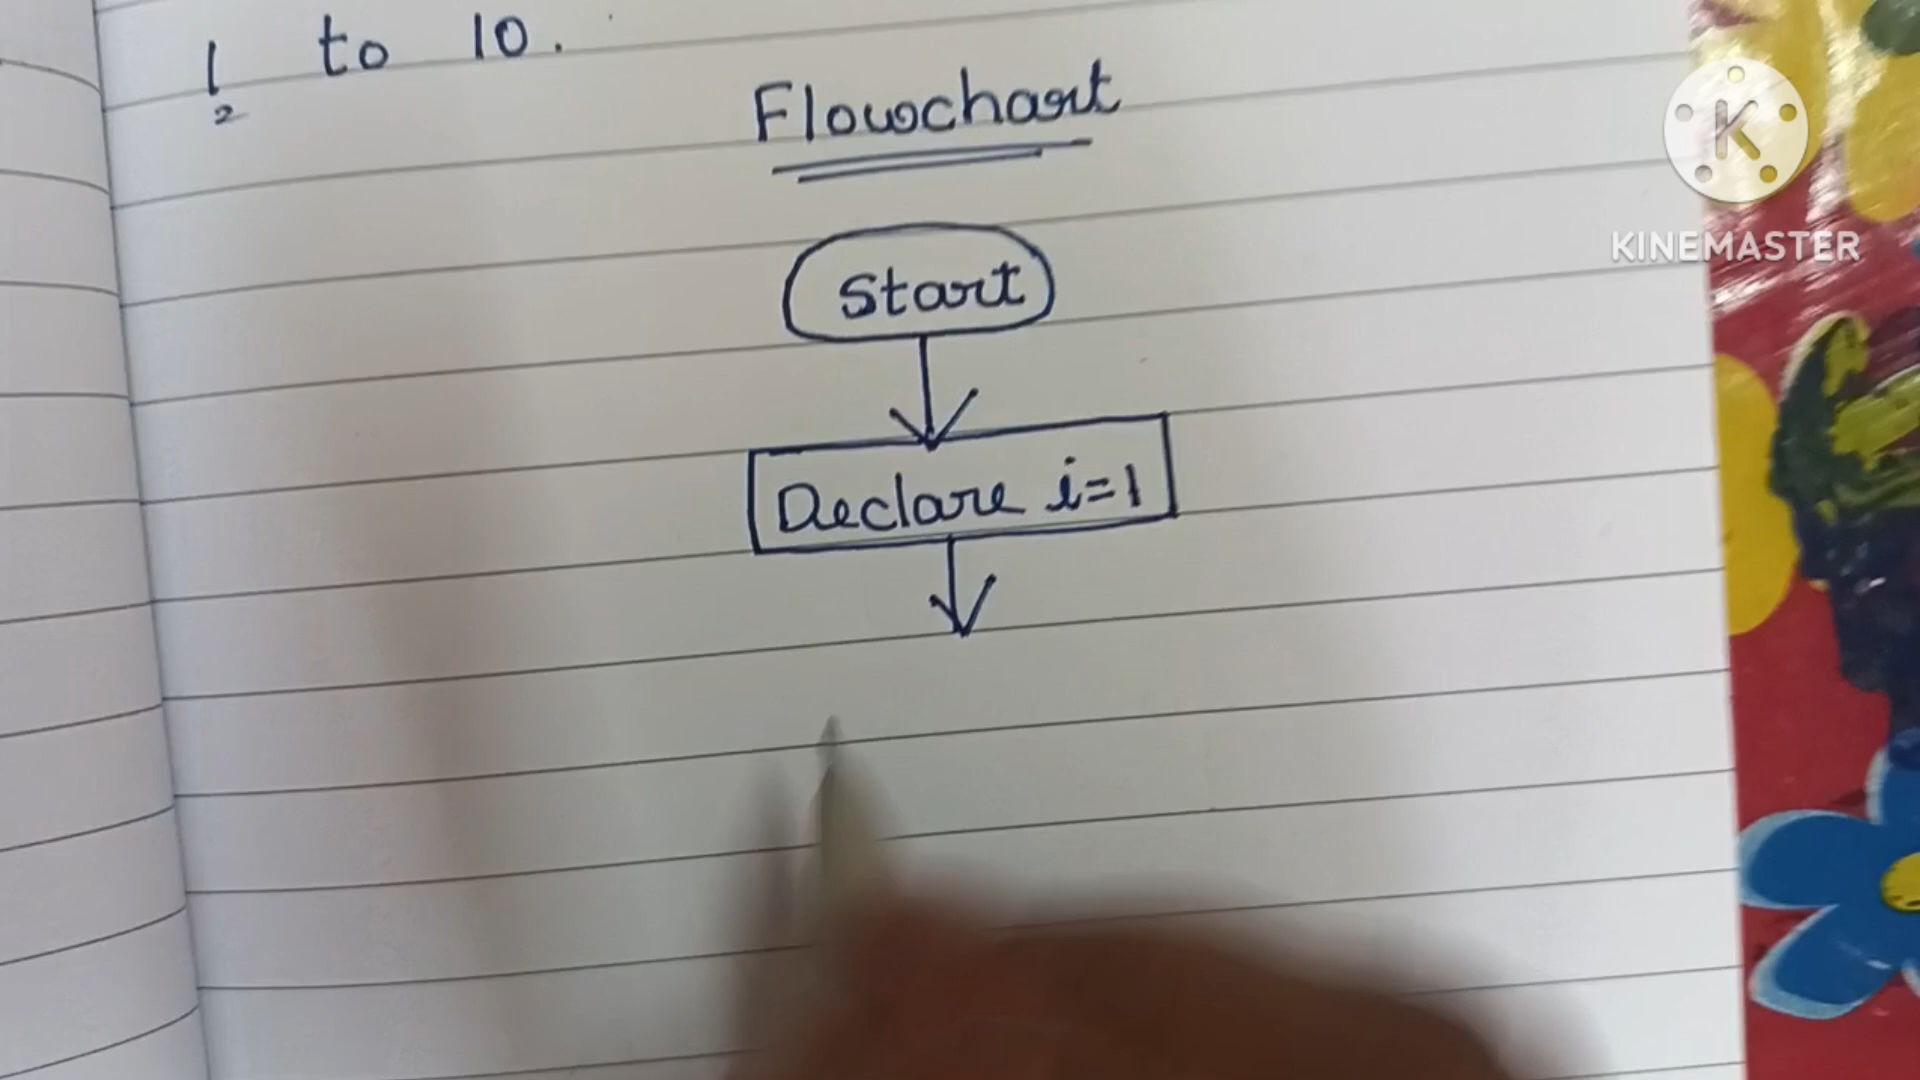 1 to 10.
2
Flowchart
Start
Declare i=1
K
KINEMASTER